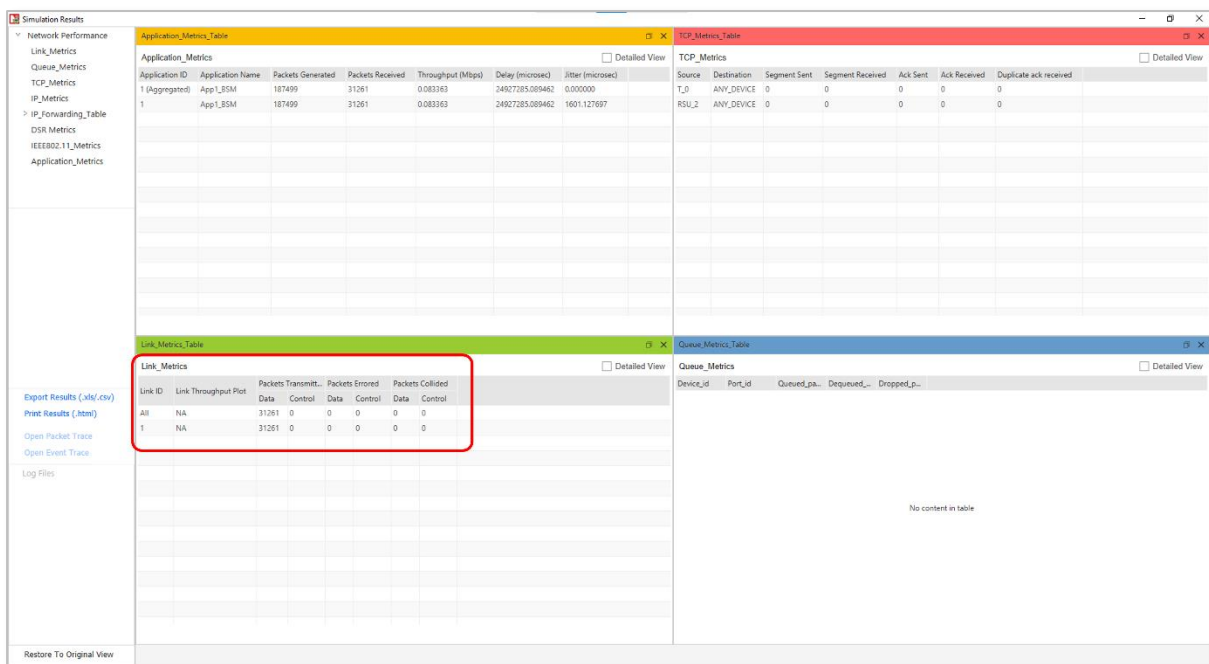 Simulation Results
Network Performance
Link_Metrics
Queue_Metrics
TCP_Metrics
IP_Metrics
IP_Forwarding_Table
DSR Metrics
IEEE802.11_Metrics
Application_Metrics
Export Results (.xls/.csv)
Print Results (.html)
Open Packet Trace
Open Event Trace
Log Files
Restore To Original View
Application_Metrics_Table
Application_Metrics Detailed View
Application ID Application Name Packets Generated Packets Received Throughput (Mbps) Delay (microsec) Jitter (microsec)
1 (Aggregated) App1_BSM 187499 31261 0.083363 24927285.089462 0.000000
1 App1_BSM 187499 31261 0.083363 24927285.089462 1601.127697
TCP_Metrics_Table
TCP_Metrics Detailed View
Source Destination Segment Sent Segment Received Ack Sent Ack Received Duplicate ack received
T_0 ANY_DEVICE 0 0 0 0 0
RSU_2 ANY_DEVICE 0 0 0 0 0
Link_Metrics_Table
Link_Metrics Detailed View
Link ID Link Throughput Plot Packets Transmitt... Packets Errored Packets Collided
Data Control Data Control Data Control
All NA 31261 0 0 0 0 0
1 NA 31261 0 0 0 0 0
Queue_Metrics_Table
Queue_Metrics Detailed View
Device_id Port_id Queued_pa... Dequeued_... Dropped_p...
No content in table